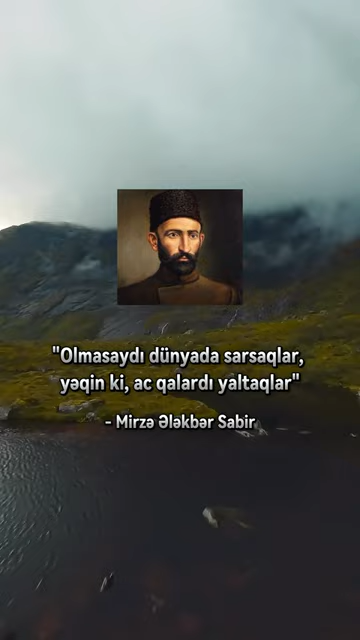 "Olmasaydı dünyada sarsaqlar,
yəqin ki, ac qalardı yaltaqlar"
- Mirzə Ələkbər Sabir